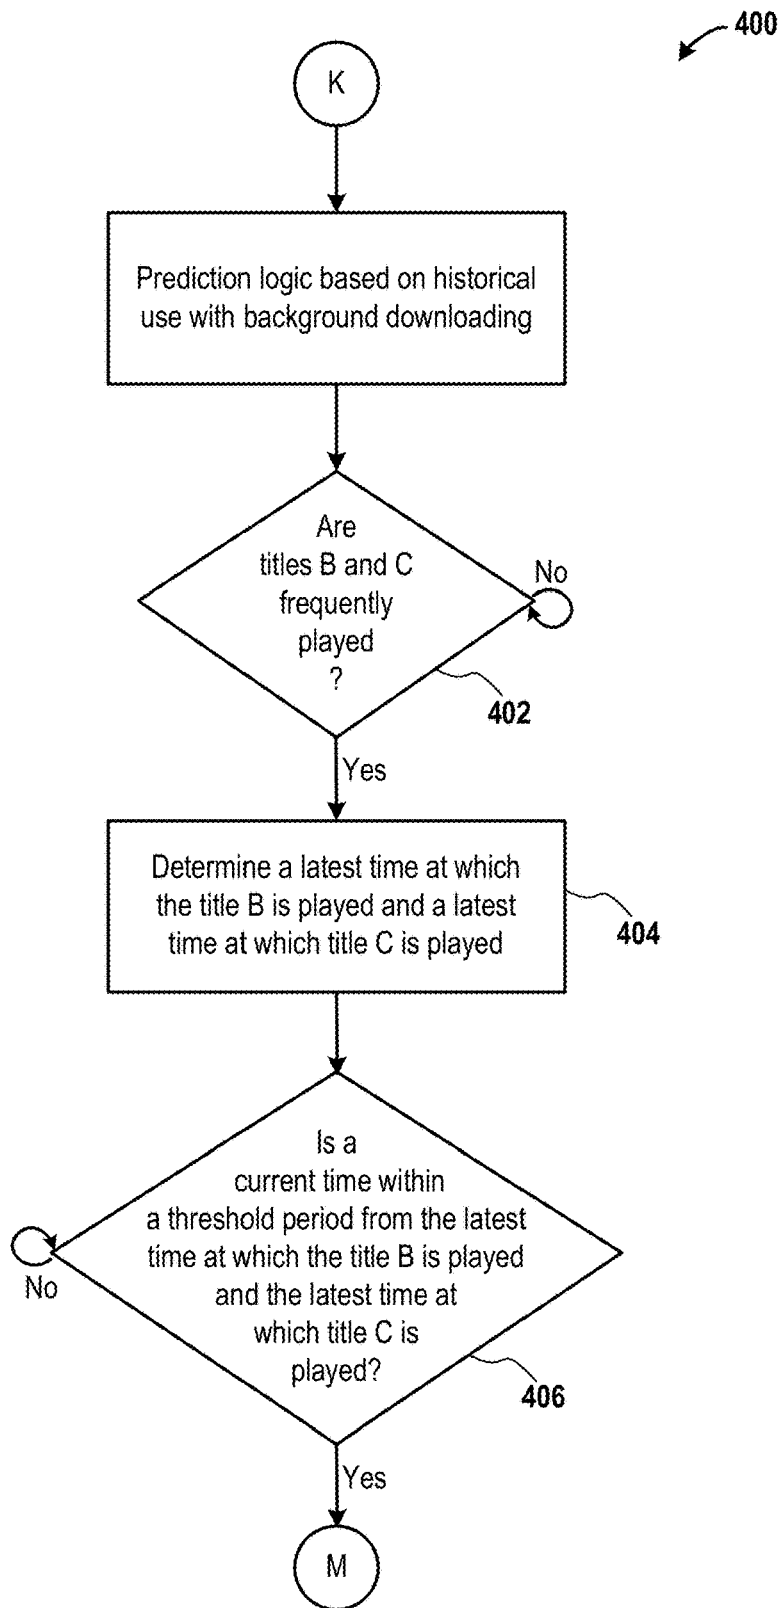 400
K
Prediction logic based on historical
use with background downloading
Are
titles B and C
frequently
played
?
No
402
Yes
Determine a latest time at which
the title B is played and a latest
time at which title C is played
404
Is a
current time within
a threshold period from the latest
time at which the title B is played
and the latest time at
which title C is
played?
No
406
Yes
M